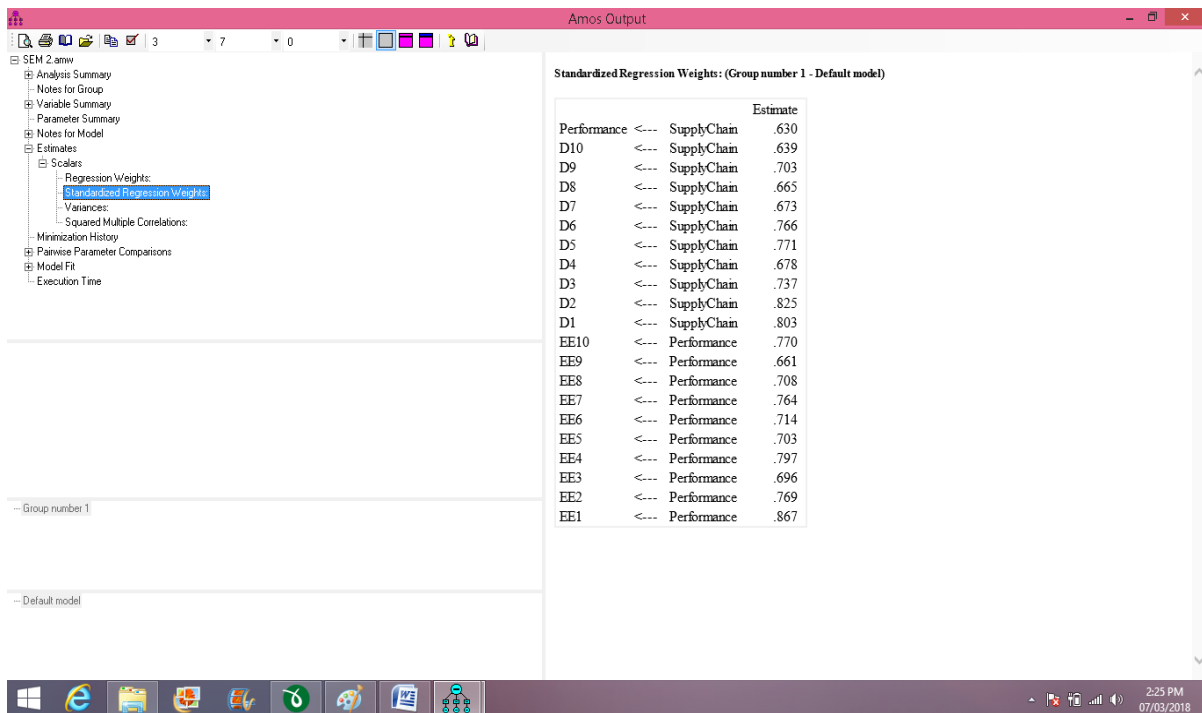 Amos Output
3 7 0
SEM 2.amw
Analysis Summary
Notes for Group
Variable Summary
Parameter Summary
Notes for Model
Estimates
Scalars
Regression Weights:
Standardized Regression Weights:
Variances:
Squared Multiple Correlations:
Minimization History
Pairwise Parameter Comparisons
Model Fit
Execution Time
Group number 1
Default model
Standardized Regression Weights: (Group number 1 - Default model)
Estimate
Performance <--- SupplyChain .630
D10 <--- SupplyChain .639
D9 <--- SupplyChain .703
D8 <--- SupplyChain .665
D7 <--- SupplyChain .673
D6 <--- SupplyChain .766
D5 <--- SupplyChain .771
D4 <--- SupplyChain .678
D3 <--- SupplyChain .737
D2 <--- SupplyChain .825
D1 <--- SupplyChain .803
EE10 <--- Performance .770
EE9 <--- Performance .661
EE8 <--- Performance .708
EE7 <--- Performance .764
EE6 <--- Performance .714
EE5 <--- Performance .703
EE4 <--- Performance .797
EE3 <--- Performance .696
EE2 <--- Performance .769
EE1 <--- Performance .867
2:25 PM
07/03/2018